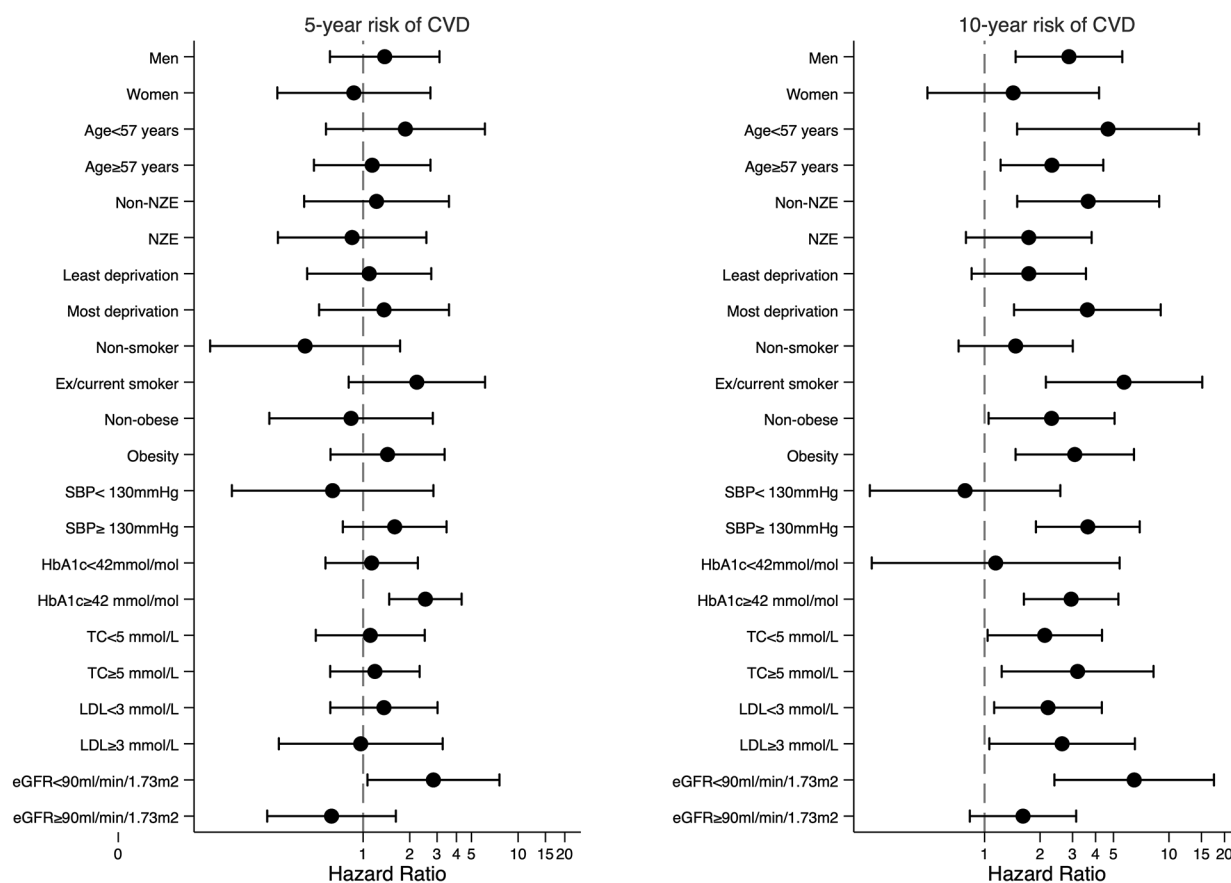 5-year risk of CVD
Men
Women
Age<57 years
Age≥57 years
Non-NZE
NZE
Least deprivation
Most deprivation
Non-smoker
Ex/current smoker
Non-obese
Obesity
SBP< 130mmHg
SBP≥ 130mmHg
HbA1c<42mmol/mol
HbA1c≥42 mmol/mol
TC<5 mmol/L
TC≥5 mmol/L
LDL<3 mmol/L
LDL≥3 mmol/L
eGFR<90ml/min/1.73m2
eGFR≥90ml/min/1.73m2
0 1 2 3 4 5 10 15 20
Hazard Ratio
10-year risk of CVD
Men
Women
Age<57 years
Age≥57 years
Non-NZE
NZE
Least deprivation
Most deprivation
Non-smoker
Ex/current smoker
Non-obese
Obesity
SBP< 130mmHg
SBP≥ 130mmHg
HbA1c<42mmol/mol
HbA1c≥42 mmol/mol
TC<5 mmol/L
TC≥5 mmol/L
LDL<3 mmol/L
LDL≥3 mmol/L
eGFR<90ml/min/1.73m2
eGFR≥90ml/min/1.73m2
1 2 3 4 5 10 15 20
Hazard Ratio